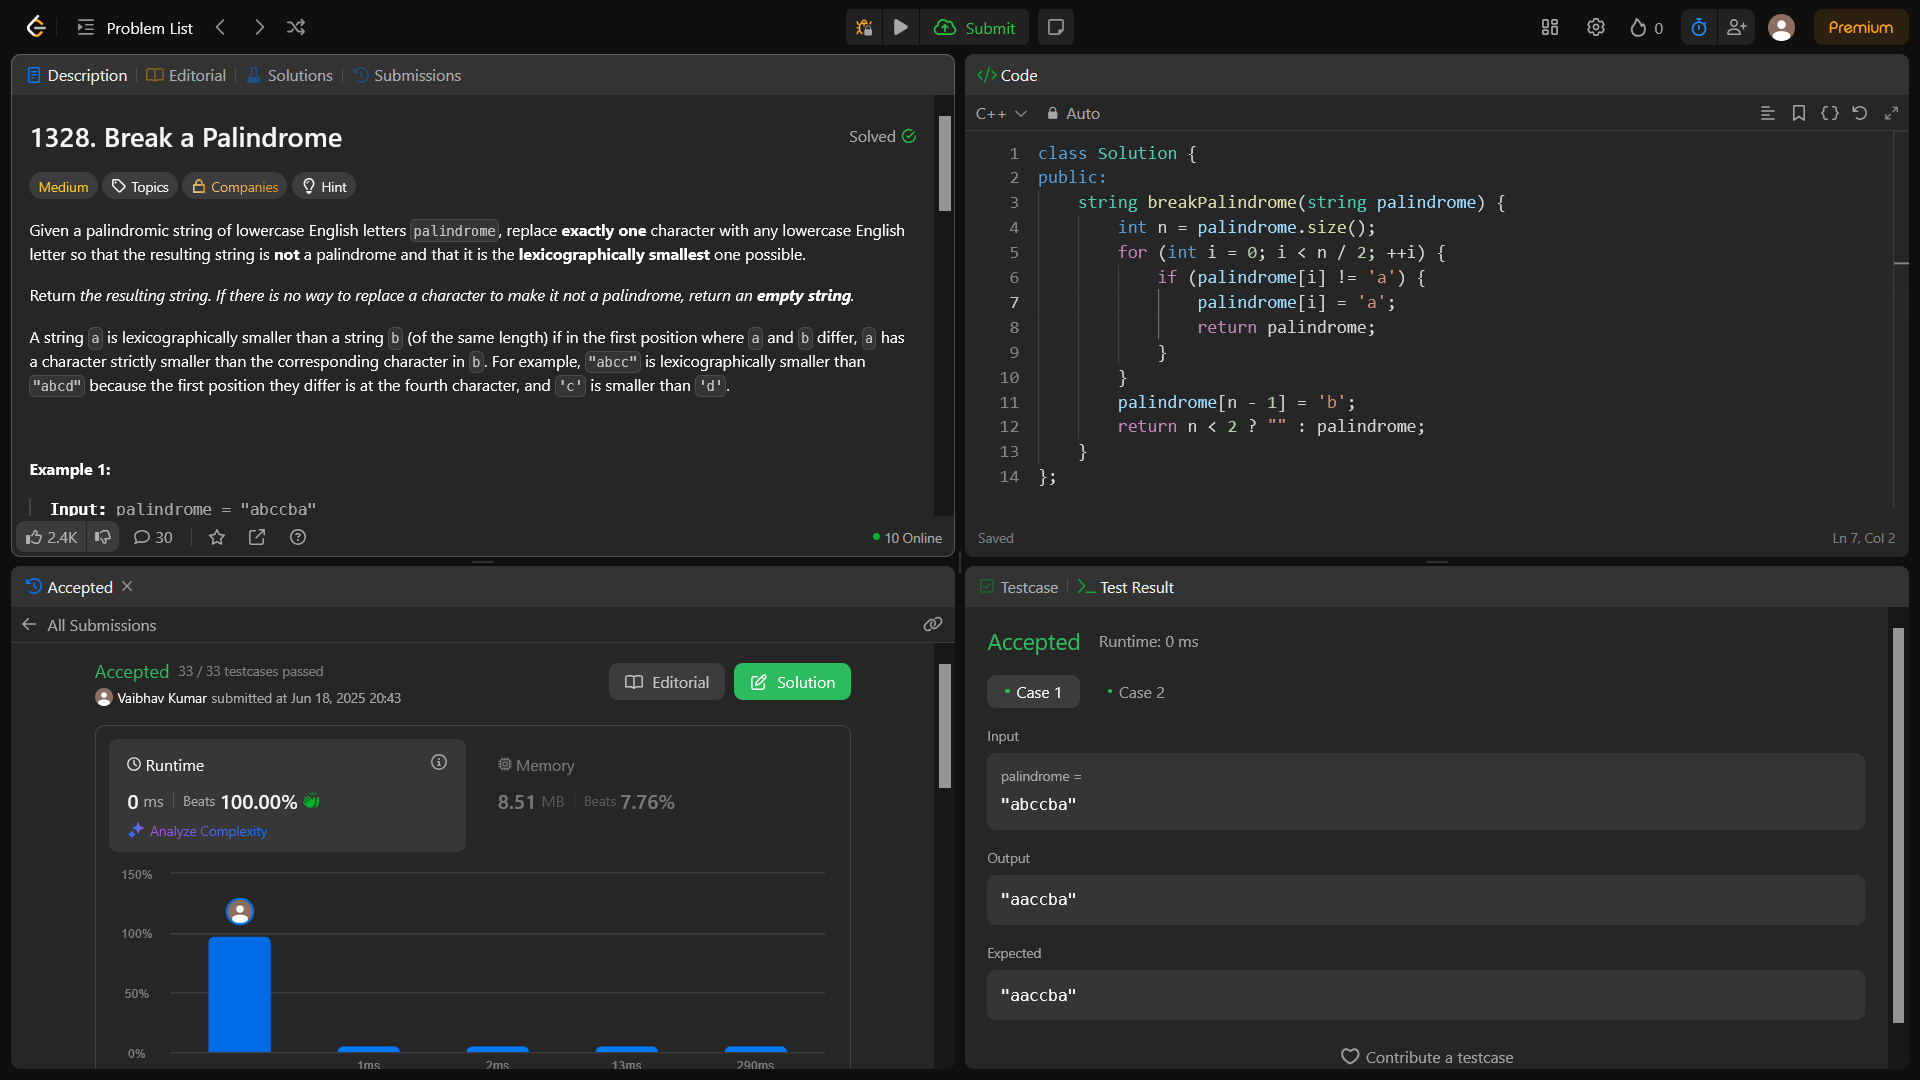 Problem List
Submit
0
Premium
Description
Editorial
Solutions
Submissions
1328. Break a Palindrome
Solved
Medium
Topics
Companies
Hint
Given a palindromic string of lowercase English letters palindrome, replace exactly one character with any lowercase English
letter so that the resulting string is not a palindrome and that it is the lexicographically smallest one possible.
Return the resulting string. If there is no way to replace a character to make it not a palindrome, return an empty string.
A string a is lexicographically smaller than a string b (of the same length) if in the first position where a and b differ, a has
a character strictly smaller than the corresponding character in b. For example, "abcc" is lexicographically smaller than
"abcd" because the first position they differ is at the fourth character, and 'c' is smaller than 'd'.
Example 1:
Input: palindrome = "abccba"
2.4K
30
10 Online
Code
C++
Auto
1 class Solution {
2 public:
3 string breakPalindrome(string palindrome) {
4 int n = palindrome.size();
5 for (int i = 0; i < n / 2; ++i) {
6 if (palindrome[i] != 'a') {
7 palindrome[i] = 'a';
8 return palindrome;
9 }
10 }
11 palindrome[n - 1] = 'b';
12 return n < 2 ? "" : palindrome;
13 }
14 };
Saved
Ln 7, Col 2
Accepted
All Submissions
Accepted 33 / 33 testcases passed
Vaibhav Kumar submitted at Jun 18, 2025 20:43
Editorial
Solution
Runtime
0 ms
Beats 100.00%
Analyze Complexity
Memory
8.51 MB
Beats 7.76%
150%
100%
50%
0%
1ms
2ms
13ms
290ms
Testcase
Test Result
Accepted
Runtime: 0 ms
Case 1
Case 2
Input
palindrome =
"abccba"
Output
"aaccba"
Expected
"aaccba"
Contribute a testcase